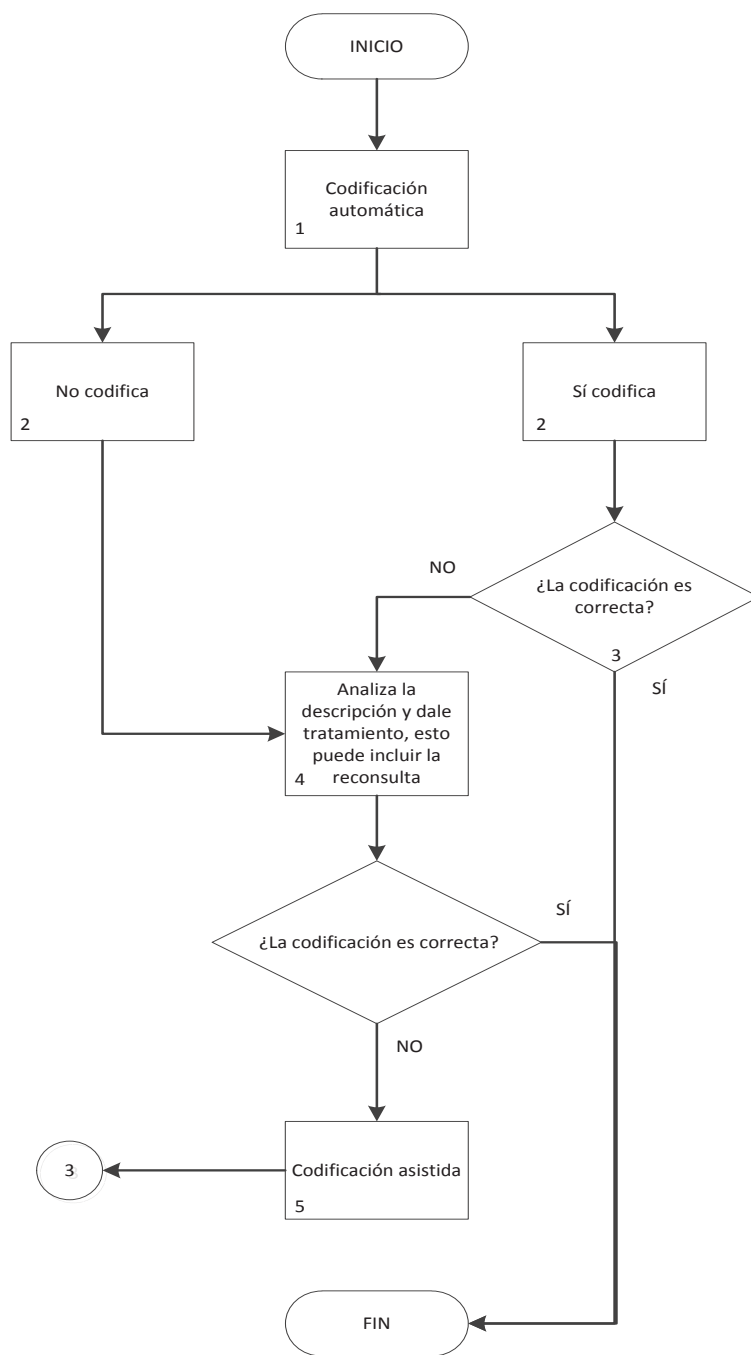 INICIO
Codificación
automática
1
No codifica
2
Sí codifica
2
NO
¿La codificación es
correcta?
3
SÍ
Analiza la
descripción y dale
tratamiento, esto
puede incluir la
reconsulta
4
SÍ
¿La codificación es correcta?
NO
Codificación asistida
5
3
FIN